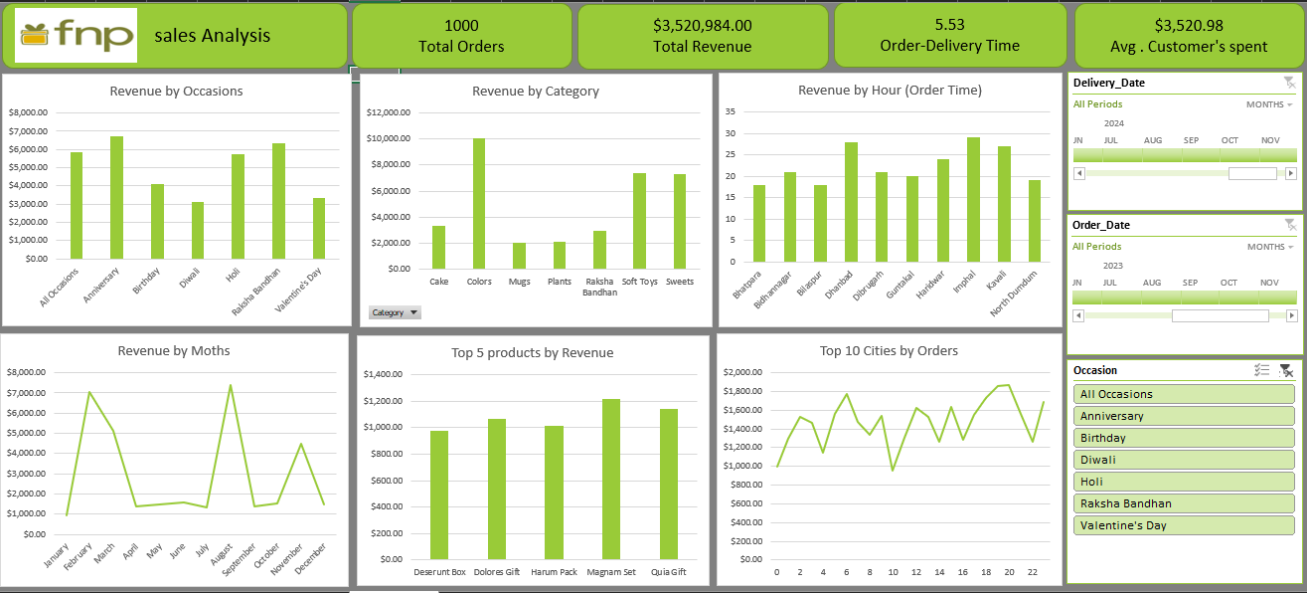 fnp
sales Analysis
1000
Total Orders
$3,520,984.00
Total Revenue
5.53
Order-Delivery Time
$3,520.98
Avg . Customer's spent
Revenue by Occasions
$8,000.00
$7,000.00
$6,000.00
$5,000.00
$4,000.00
$3,000.00
$2,000.00
$1,000.00
$0.00
All Occasions
Anniversary
Birthday
Diwali
Holi
Raksha Bandhan
Valentine's Day
Revenue by Category
$12,000.00
$10,000.00
$8,000.00
$6,000.00
$4,000.00
$2,000.00
$0.00
Cake
Colors
Mugs
Plants
Raksha
Bandhan
Soft Toys
Sweets
Category
Revenue by Hour (Order Time)
35
30
25
20
15
10
5
0
Bhatpara
Bidhannagar
Bilaspur
Dhanbad
Dibrugarh
Guntakal
Haridwar
Imphal
Kavali
North Dumdum
Delivery_Date
All Periods
MONTHS
2024
JN JUL AUG SEP OCT NOV
Order_Date
All Periods
MONTHS
2023
JN JUL AUG SEP OCT NOV
Revenue by Moths
$8,000.00
$7,000.00
$6,000.00
$5,000.00
$4,000.00
$3,000.00
$2,000.00
$1,000.00
$0.00
January
February
March
April
May
June
July
August
September
October
November
December
Top 5 products by Revenue
$1,400.00
$1,200.00
$1,000.00
$800.00
$600.00
$400.00
$200.00
$0.00
Deserunt Box
Dolores Gift
Harum Pack
Magnam Set
Quia Gift
Top 10 Cities by Orders
$2,000.00
$1,800.00
$1,600.00
$1,400.00
$1,200.00
$1,000.00
$800.00
$600.00
$400.00
$200.00
$0.00
0 2 4 6 8 10 12 14 16 18 20 22
Occasion
All Occasions
Anniversary
Birthday
Diwali
Holi
Raksha Bandhan
Valentine's Day